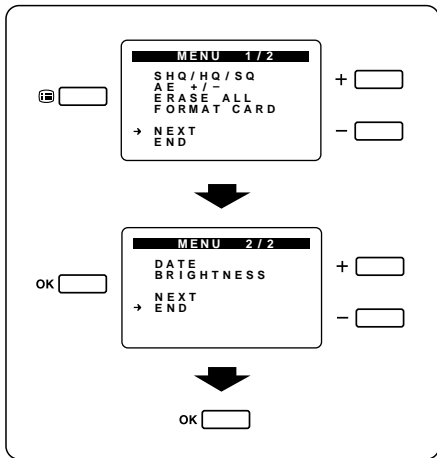 MENU 1/2
SHQ/HQ/SQ
AE +/−
ERASE ALL
FORMAT CARD
→ NEXT
END
+
−
MENU 2/2
DATE
BRIGHTNESS
NEXT
→ END
OK
+
−
OK